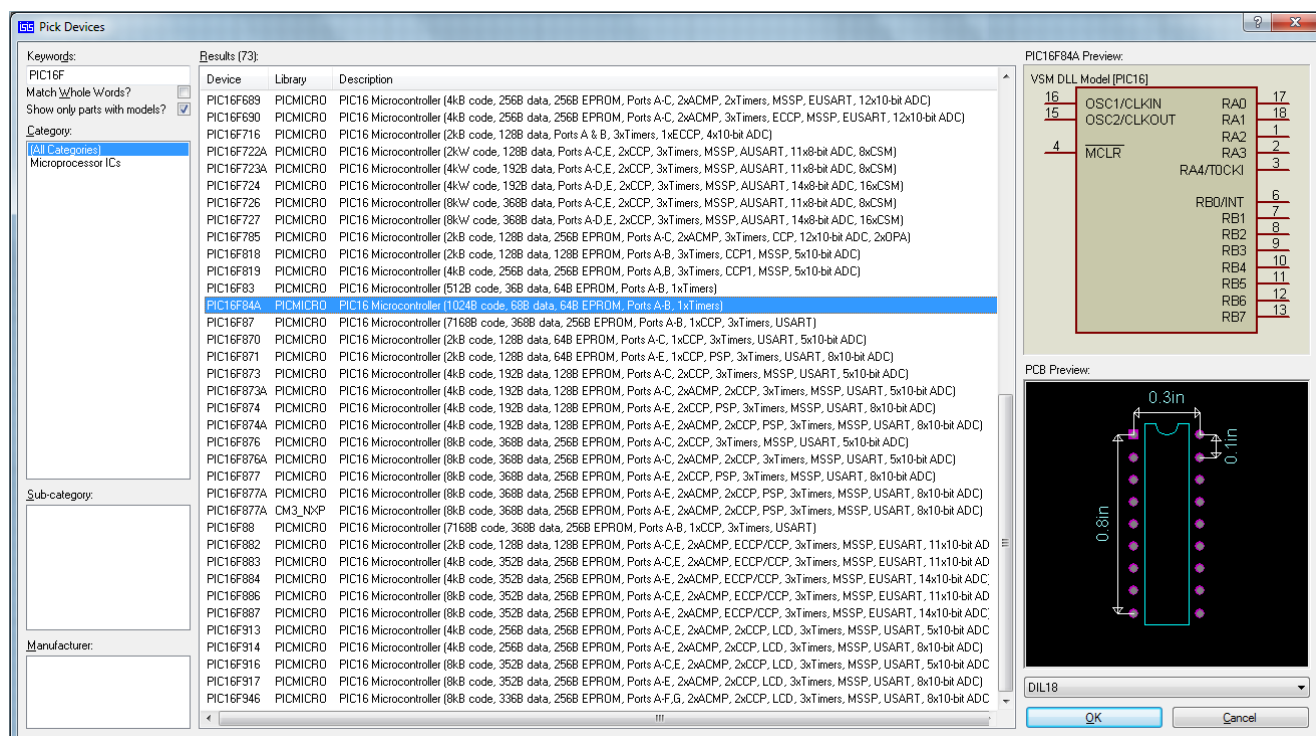 ISIS Pick Devices
Keywords:
PIC16F
Match Whole Words?
Show only parts with models?
Category:
(All Categories)
Microprocessor ICs
Sub-category:
Manufacturer:
Results (73):
Device Library Description
PIC16F689 PICMICRO PIC16 Microcontroller (4kB code, 256B data, 256B EPROM, Ports A-C, 2xACMP, 2xTimers, MSSP, EUSART, 12x10-bit ADC)
PIC16F690 PICMICRO PIC16 Microcontroller (4kB code, 256B data, 256B EPROM, Ports A-C, 2xACMP, 3xTimers, ECCP, MSSP, EUSART, 12x10-bit ADC)
PIC16F716 PICMICRO PIC16 Microcontroller (2kB code, 128B data, Ports A & B, 3xTimers, 1xECCP, 4x10-bit ADC)
PIC16F722A PICMICRO PIC16 Microcontroller (2kW code, 128B data, Ports A-C,E, 2xCCP, 3xTimers, MSSP, AUSART, 11x8-bit ADC, 8xCSM)
PIC16F723A PICMICRO PIC16 Microcontroller (4kW code, 192B data, Ports A-C,E, 2xCCP, 3xTimers, MSSP, AUSART, 11x8-bit ADC, 8xCSM)
PIC16F724 PICMICRO PIC16 Microcontroller (4kW code, 192B data, Ports A-D,E, 2xCCP, 3xTimers, MSSP, AUSART, 14x8-bit ADC, 16xCSM)
PIC16F726 PICMICRO PIC16 Microcontroller (8kW code, 368B data, Ports A-C,E, 2xCCP, 3xTimers, MSSP, AUSART, 11x8-bit ADC, 8xCSM)
PIC16F727 PICMICRO PIC16 Microcontroller (8kW code, 368B data, Ports A-D,E, 2xCCP, 3xTimers, MSSP, AUSART, 14x8-bit ADC, 16xCSM)
PIC16F785 PICMICRO PIC16 Microcontroller (2kB code, 128B data, 256B EPROM, Ports A-C, 2xACMP, 3xTimers, CCP, 12x10-bit ADC, 2xOPA)
PIC16F818 PICMICRO PIC16 Microcontroller (2kB code, 128B data, 128B EPROM, Ports A,B, 3xTimers, CCP1, MSSP, 5x10-bit ADC)
PIC16F819 PICMICRO PIC16 Microcontroller (4kB code, 256B data, 256B EPROM, Ports A,B, 3xTimers, CCP1, MSSP, 5x10-bit ADC)
PIC16F83 PICMICRO PIC16 Microcontroller (512B code, 36B data, 64B EPROM, Ports A-B, 1xTimers)
PIC16F84A PICMICRO PIC16 Microcontroller (1024B code, 68B data, 64B EPROM, Ports A-B, 1xTimers)
PIC16F87 PICMICRO PIC16 Microcontroller (7168B code, 368B data, 256B EPROM, Ports A-B, 1xCCP, 3xTimers, USART)
PIC16F870 PICMICRO PIC16 Microcontroller (2kB code, 128B data, 64B EPROM, Ports A-C, 1xCCP, 3xTimers, USART, 5x10-bit ADC)
PIC16F871 PICMICRO PIC16 Microcontroller (2kB code, 128B data, 64B EPROM, Ports A-E, 1xCCP, PSP, 3xTimers, USART, 8x10-bit ADC)
PIC16F873 PICMICRO PIC16 Microcontroller (4kB code, 192B data, 128B EPROM, Ports A-C, 2xCCP, 3xTimers, MSSP, USART, 5x10-bit ADC)
PIC16F873A PICMICRO PIC16 Microcontroller (4kB code, 192B data, 128B EPROM, Ports A-C, 2xACMP, 2xCCP, 3xTimers, MSSP, USART, 5x10-bit ADC)
PIC16F874 PICMICRO PIC16 Microcontroller (4kB code, 192B data, 128B EPROM, Ports A-E, 2xCCP, PSP, 3xTimers, MSSP, USART, 8x10-bit ADC)
PIC16F874A PICMICRO PIC16 Microcontroller (4kB code, 192B data, 128B EPROM, Ports A-E, 2xACMP, 2xCCP, PSP, 3xTimers, MSSP, USART, 8x10-bit ADC)
PIC16F876 PICMICRO PIC16 Microcontroller (8kB code, 368B data, 256B EPROM, Ports A-C, 2xCCP, 3xTimers, MSSP, USART, 5x10-bit ADC)
PIC16F876A PICMICRO PIC16 Microcontroller (8kB code, 368B data, 256B EPROM, Ports A-C, 2xACMP, 2xCCP, 3xTimers, MSSP, USART, 5x10-bit ADC)
PIC16F877 PICMICRO PIC16 Microcontroller (8kB code, 368B data, 256B EPROM, Ports A-E, 2xCCP, PSP, 3xTimers, MSSP, USART, 8x10-bit ADC)
PIC16F877A PICMICRO PIC16 Microcontroller (8kB code, 368B data, 256B EPROM, Ports A-E, 2xACMP, 2xCCP, PSP, 3xTimers, MSSP, USART, 8x10-bit ADC)
PIC16F877A CM3_NXP PIC16 Microcontroller (8kB code, 368B data, 256B EPROM, Ports A-E, 2xACMP, 2xCCP, PSP, 3xTimers, MSSP, USART, 8x10-bit ADC)
PIC16F88 PICMICRO PIC16 Microcontroller (7168B code, 368B data, 256B EPROM, Ports A-B, 1xCCP, 3xTimers, USART)
PIC16F882 PICMICRO PIC16 Microcontroller (2kB code, 128B data, 128B EPROM, Ports A-C,E, 2xACMP, ECCP/CCP, 3xTimers, MSSP, EUSART, 11x10-bit AD
PIC16F883 PICMICRO PIC16 Microcontroller (4kB code, 352B data, 256B EPROM, Ports A-C,E, 2xACMP, ECCP/CCP, 3xTimers, MSSP, EUSART, 11x10-bit AD
PIC16F884 PICMICRO PIC16 Microcontroller (4kB code, 352B data, 256B EPROM, Ports A-E, 2xACMP, ECCP/CCP, 3xTimers, MSSP, EUSART, 14x10-bit ADC
PIC16F886 PICMICRO PIC16 Microcontroller (8kB code, 352B data, 256B EPROM, Ports A-C,E, 2xACMP, ECCP/CCP, 3xTimers, MSSP, EUSART, 11x10-bit AD
PIC16F887 PICMICRO PIC16 Microcontroller (8kB code, 352B data, 256B EPROM, Ports A-E, 2xACMP, ECCP/CCP, 3xTimers, MSSP, EUSART, 14x10-bit ADC
PIC16F913 PICMICRO PIC16 Microcontroller (4kB code, 256B data, 256B EPROM, Ports A-C,E, 2xACMP, 2xCCP, LCD, 3xTimers, MSSP, USART, 5x10-bit ADC
PIC16F914 PICMICRO PIC16 Microcontroller (4kB code, 256B data, 256B EPROM, Ports A-E, 2xACMP, 2xCCP, LCD, 3xTimers, MSSP, USART, 8x10-bit ADC)
PIC16F916 PICMICRO PIC16 Microcontroller (8kB code, 352B data, 256B EPROM, Ports A-C,E, 2xACMP, 2xCCP, LCD, 3xTimers, MSSP, USART, 5x10-bit ADC
PIC16F917 PICMICRO PIC16 Microcontroller (8kB code, 352B data, 256B EPROM, Ports A-E, 2xACMP, 2xCCP, LCD, 3xTimers, MSSP, USART, 8x10-bit ADC)
PIC16F946 PICMICRO PIC16 Microcontroller (8kB code, 336B data, 256B EPROM, Ports A-F,G, 2xACMP, 2xCCP, LCD, 3xTimers, MSSP, USART, 8x10-bit ADC
PIC16F84A Preview:
VSM DLL Model [PIC16]
16 OSC1/CLKIN RA0 17
15 OSC2/CLKOUT RA1 18
RA2 1
4 MCLR RA3 2
RA4/T0CKI 3
RB0/INT 6
RB1 7
RB2 8
RB3 9
RB4 10
RB5 11
RB6 12
RB7 13
PCB Preview:
0.3in
0.1in
0.8in
DIL18
OK Cancel